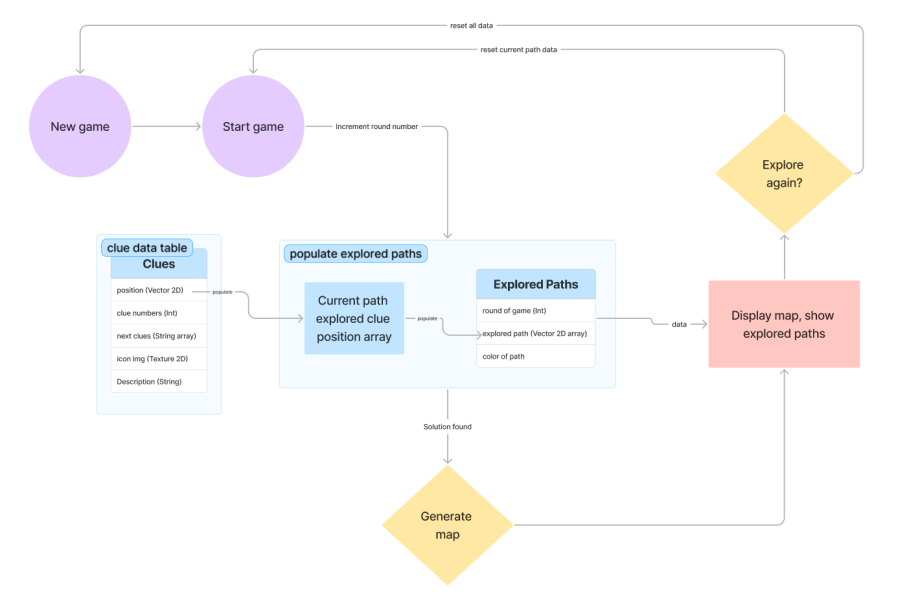 reset all data
reset current path data
New game
Start game
Increment round number
Explore
again?
clue data table
Clues
position (Vector 2D)
populate
clue numbers (Int)
next clues (String array)
icon img (Texture 2D)
Description (String)
populate explored paths
Current path
explored clue
position array
populate
Explored Paths
round of game (Int)
explored path (Vector 2D array)
color of path
data
Display map, show
explored paths
Solution found
Generate
map